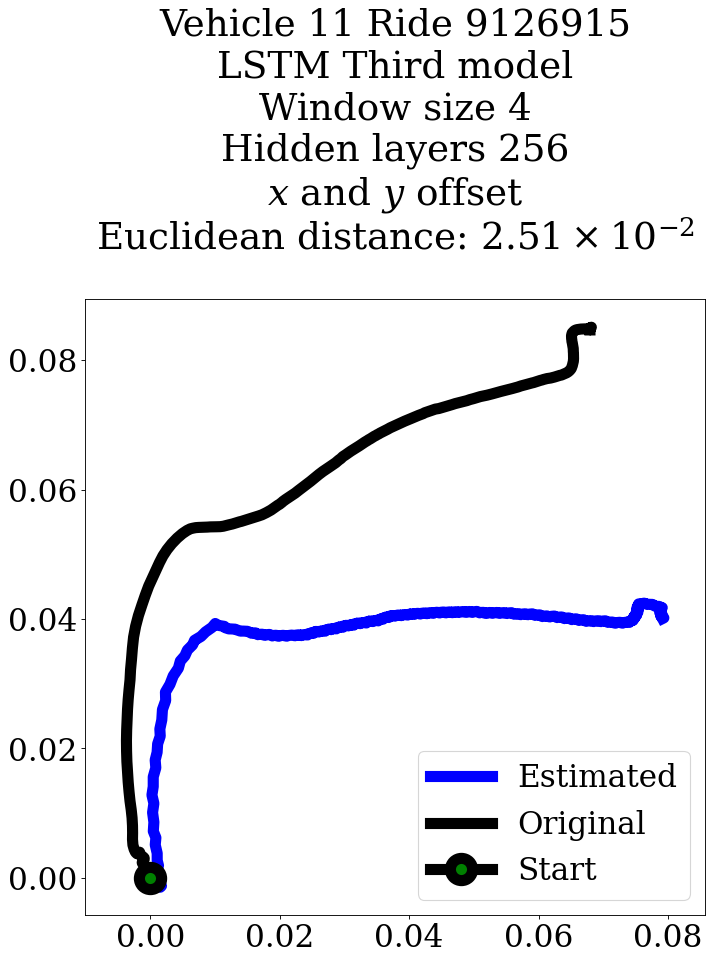 Vehicle 11 Ride 9126915
LSTM Third model
Window size 4
Hidden layers 256
x and y offset
Euclidean distance: 2.51 × 10⁻²
0.08
0.06
0.04
0.02
0.00
Estimated
Original
Start
0.00 0.02 0.04 0.06 0.08